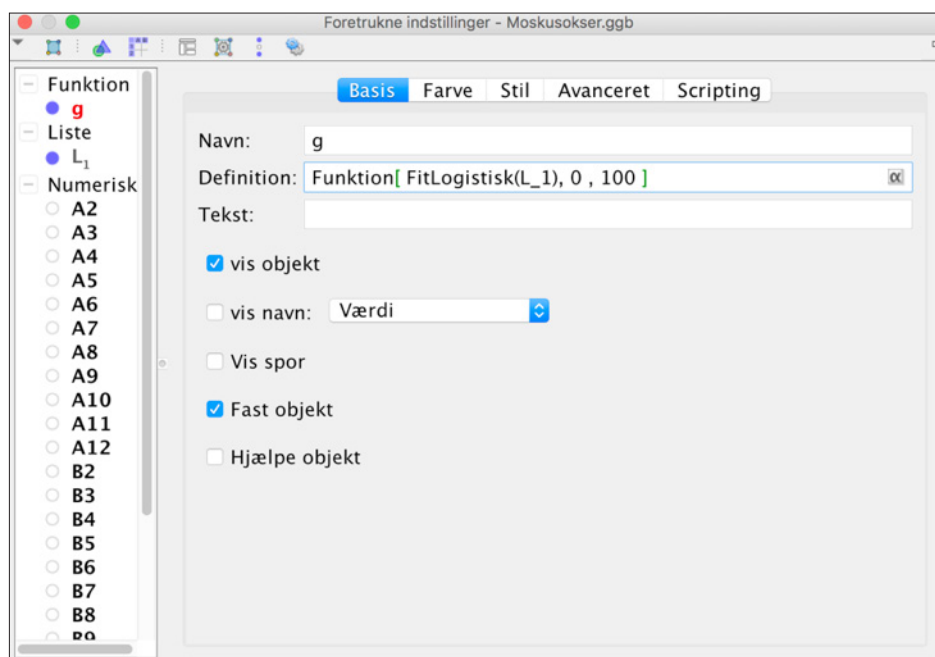 Foretrukne indstillinger - Moskusokser.ggb
Funktion
g
Liste
L₁
Numerisk
A2
A3
A4
A5
A6
A7
A8
A9
A10
A11
A12
B2
B3
B4
B5
B6
B7
B8
B9
Basis Farve Stil Avanceret Scripting
Navn: g
Definition: Funktion[ FitLogistisk(L_1), 0 , 100 ] α
Tekst:
vis objekt
vis navn: Værdi
Vis spor
Fast objekt
Hjælpe objekt